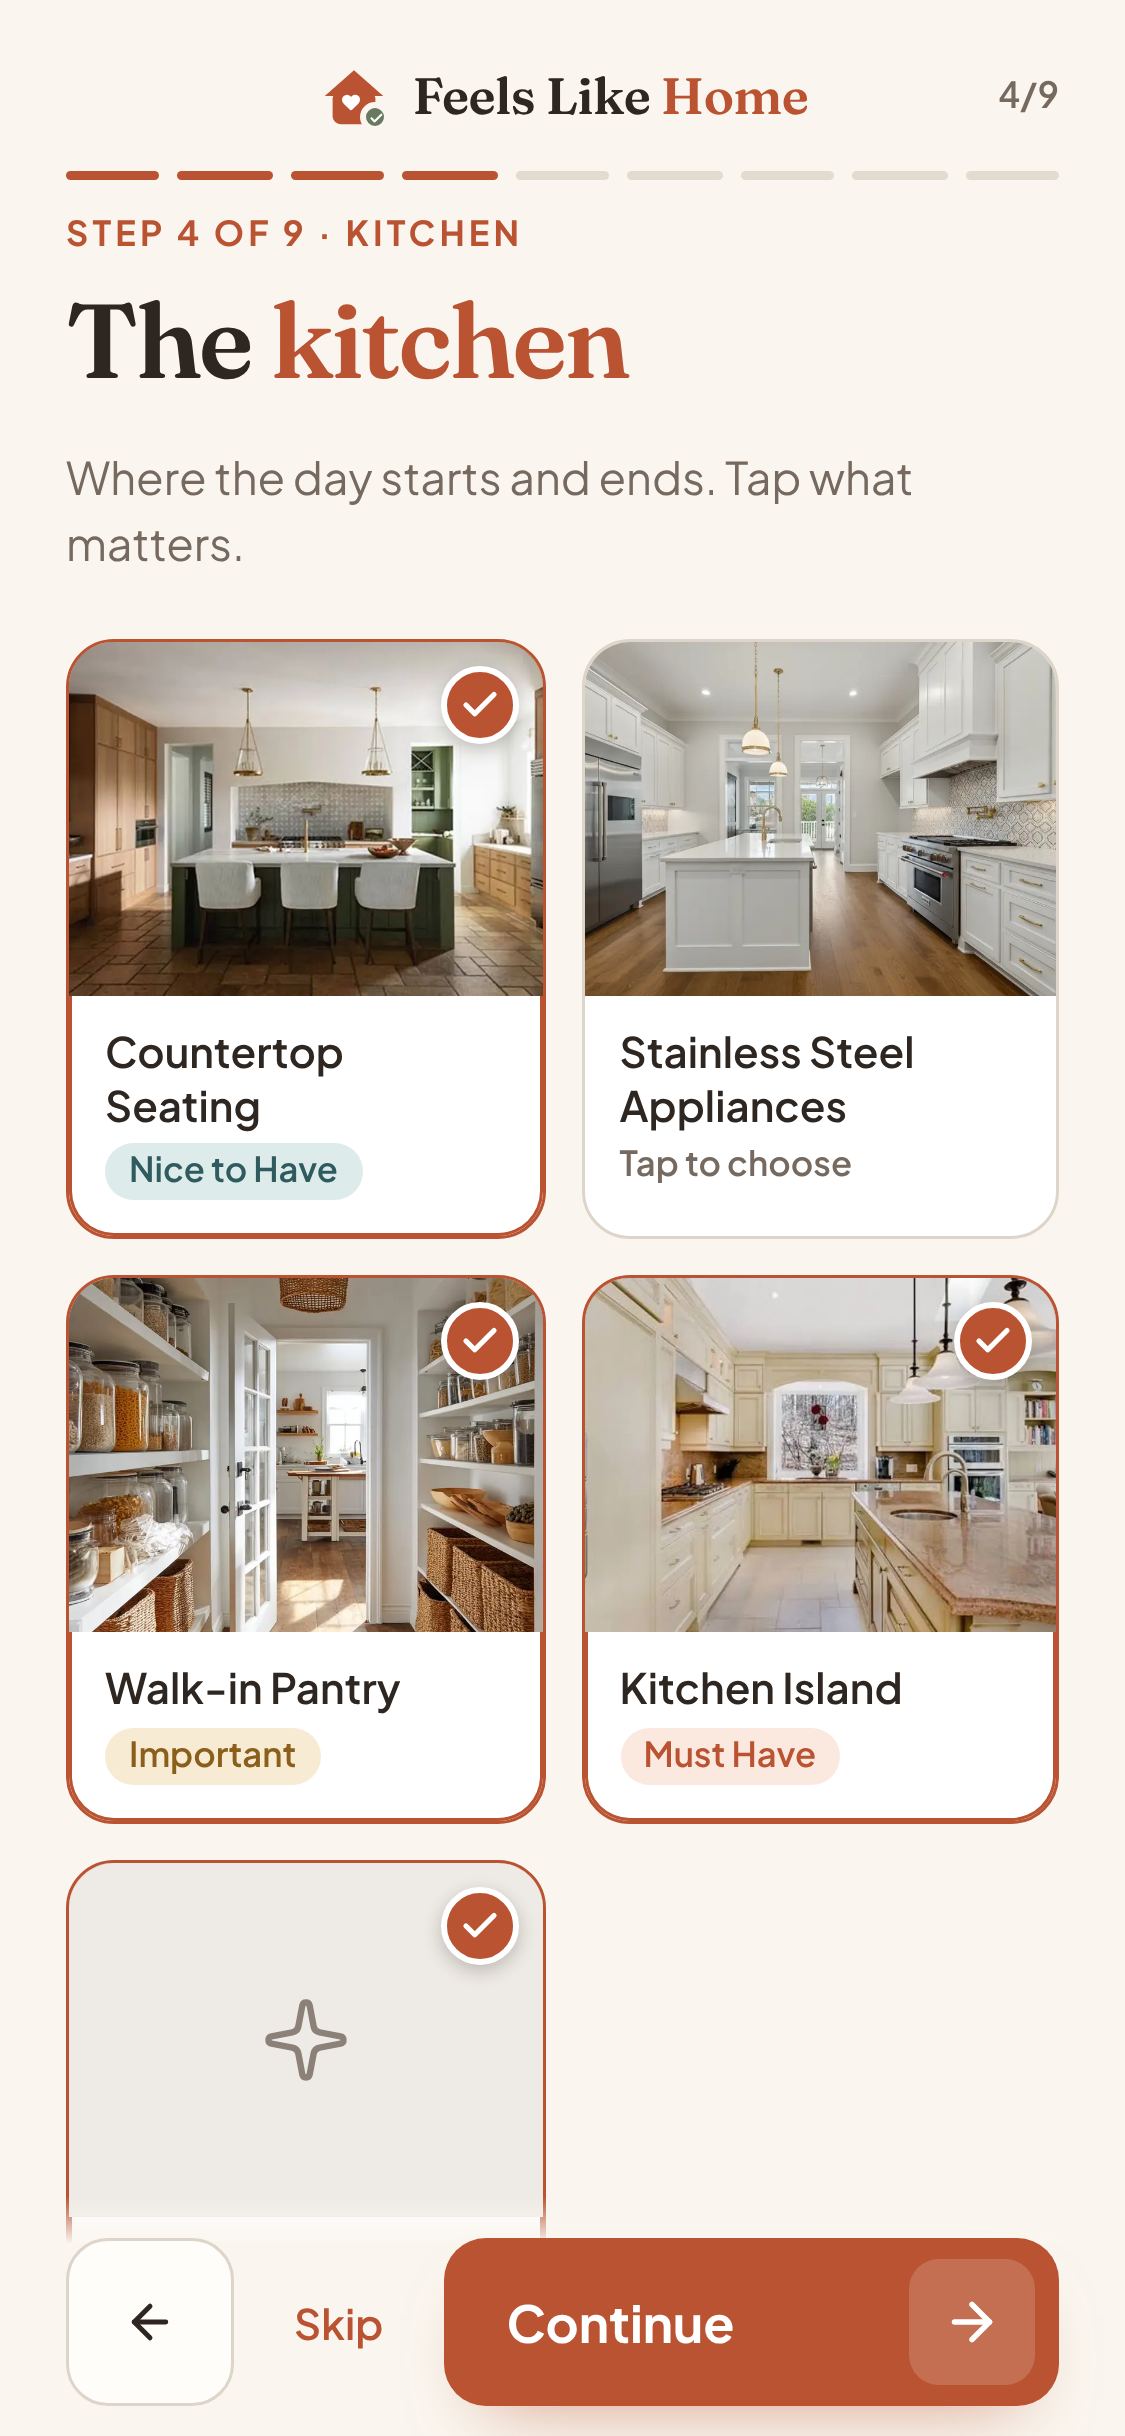 Feels Like Home
4/9
STEP 4 OF 9 · KITCHEN
The kitchen
Where the day starts and ends. Tap what
matters.
Countertop
Seating
Nice to Have
Stainless Steel
Appliances
Tap to choose
Walk-in Pantry
Important
Kitchen Island
Must Have
Skip
Continue